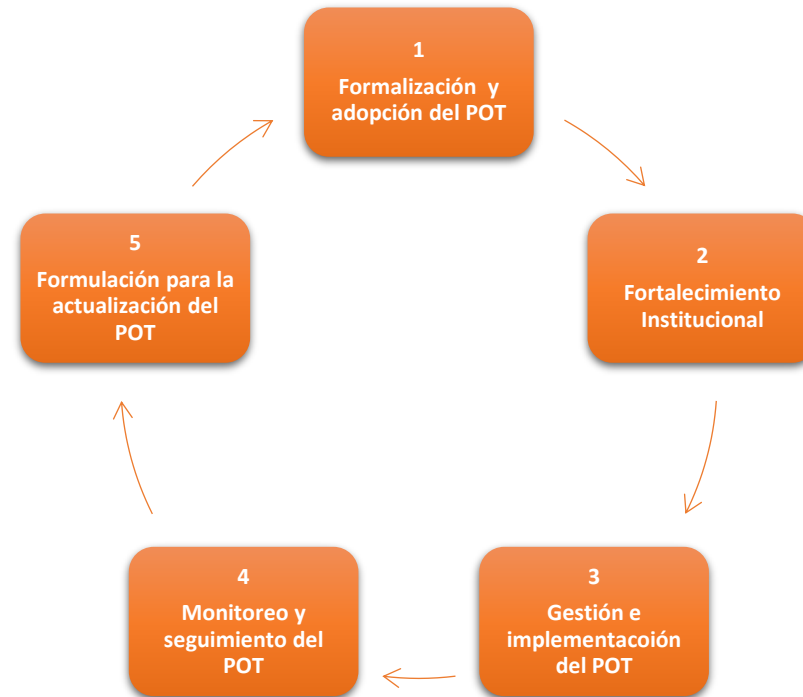 1
Formalización y
adopción del POT
2
Fortalecimiento
Institucional
3
Gestión e
implementacoión
del POT
4
Monitoreo y
seguimiento del
POT
5
Formulación para la
actualización del
POT